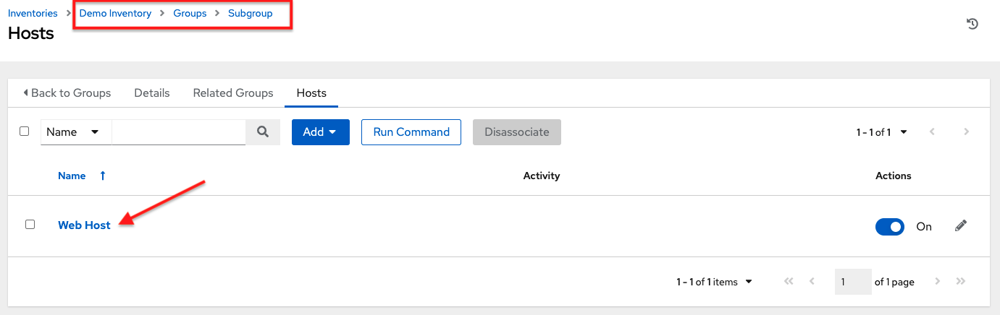 Inventories > Demo Inventory > Groups > Subgroup
Hosts
Back to Groups Details Related Groups Hosts
Name Add Run Command Disassociate 1 - 1 of 1
Name Activity Actions
Web Host On
1 - 1 of 1 items 1 of 1 page